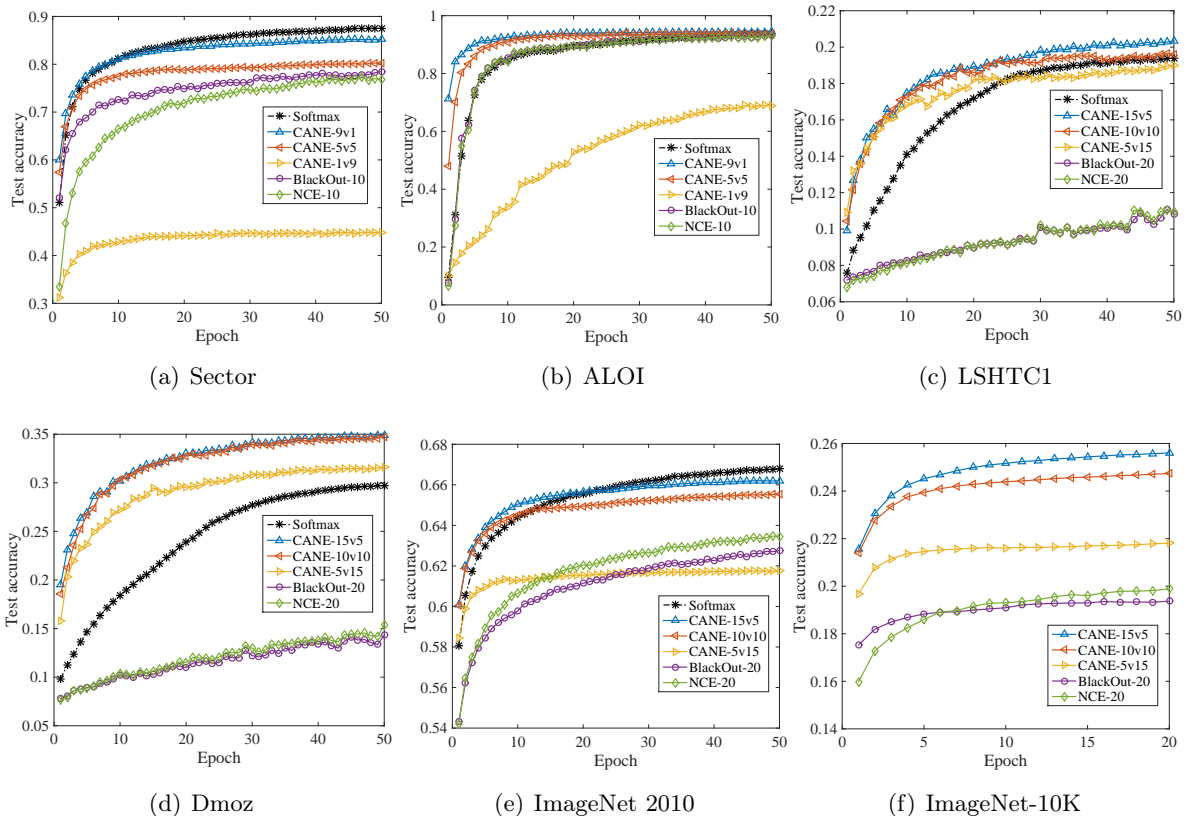 0.9
0.8
0.7
0.6
0.5
0.4
0.3
0
10
20
30
40
50
Test accuracy
Epoch
Softmax
CANE-9v1
CANE-5v5
CANE-1v9
BlackOut-10
NCE-10
(a) Sector
1
0.8
0.6
0.4
0.2
0
0
10
20
30
40
50
Test accuracy
Epoch
Softmax
CANE-9v1
CANE-5v5
CANE-1v9
BlackOut-10
NCE-10
(b) ALOI
0.22
0.2
0.18
0.16
0.14
0.12
0.1
0.08
0.06
0
10
20
30
40
50
Test accuracy
Epoch
Softmax
CANE-15v5
CANE-10v10
CANE-5v15
BlackOut-20
NCE-20
(c) LSHTC1
0.35
0.3
0.25
0.2
0.15
0.1
0.05
0
10
20
30
40
50
Test accuracy
Epoch
Softmax
CANE-15v5
CANE-10v10
CANE-5v15
BlackOut-20
NCE-20
(d) Dmoz
0.68
0.66
0.64
0.62
0.6
0.58
0.56
0.54
0
10
20
30
40
50
Test accuracy
Epoch
Softmax
CANE-15v5
CANE-10v10
CANE-5v15
BlackOut-20
NCE-20
(e) ImageNet 2010
0.26
0.24
0.22
0.2
0.18
0.16
0.14
0
5
10
15
20
Test accuracy
Epoch
CANE-15v5
CANE-10v10
CANE-5v15
BlackOut-20
NCE-20
(f) ImageNet-10K